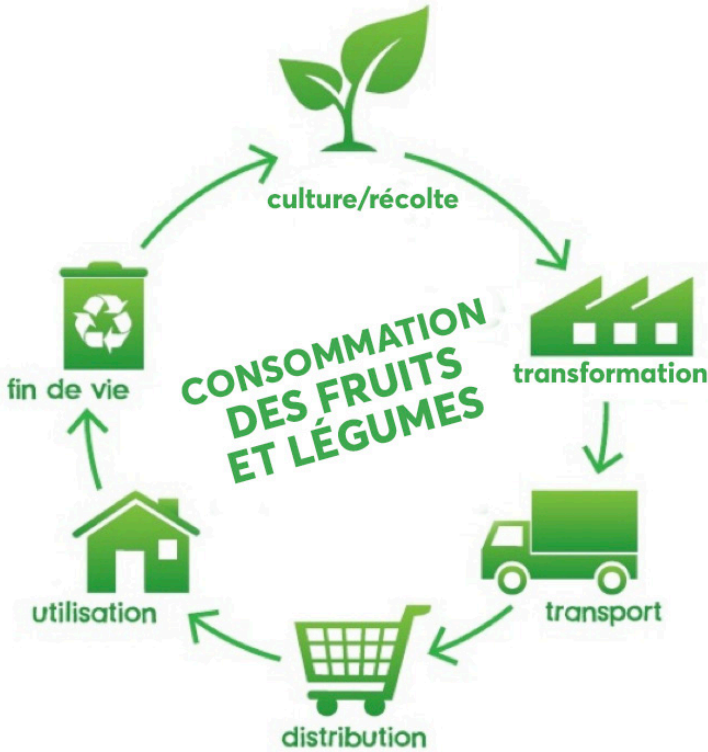 culture/récolte
transformation
transport
distribution
utilisation
fin de vie
CONSOMMATION
DES FRUITS
ET LÉGUMES